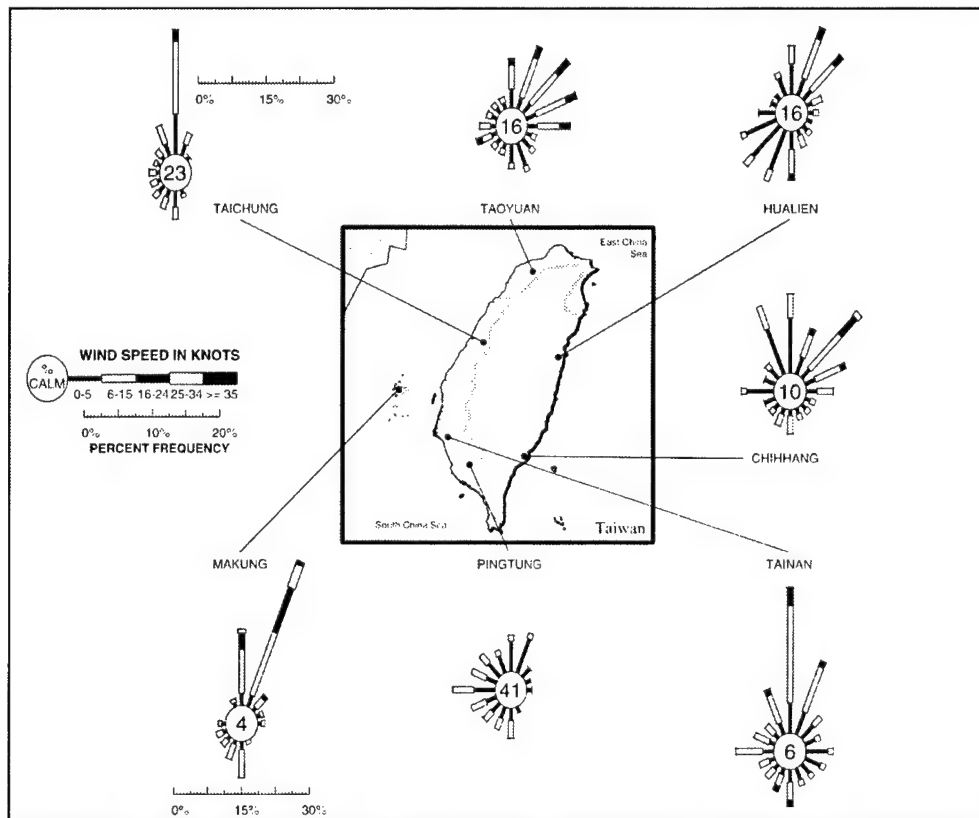 0% 15% 30%
16
16
23
TAICHUNG
TAOYUAN
HUALIEN
East China
Sea
WIND SPEED IN KNOTS
%
CALM
0-5 6-15 16-24 25-34 >= 35
0% 10% 20%
PERCENT FREQUENCY
10
CHIHHANG
South China Sea
Taiwan
MAKUNG
PINGTUNG
TAINAN
4
41
6
0% 15% 30%